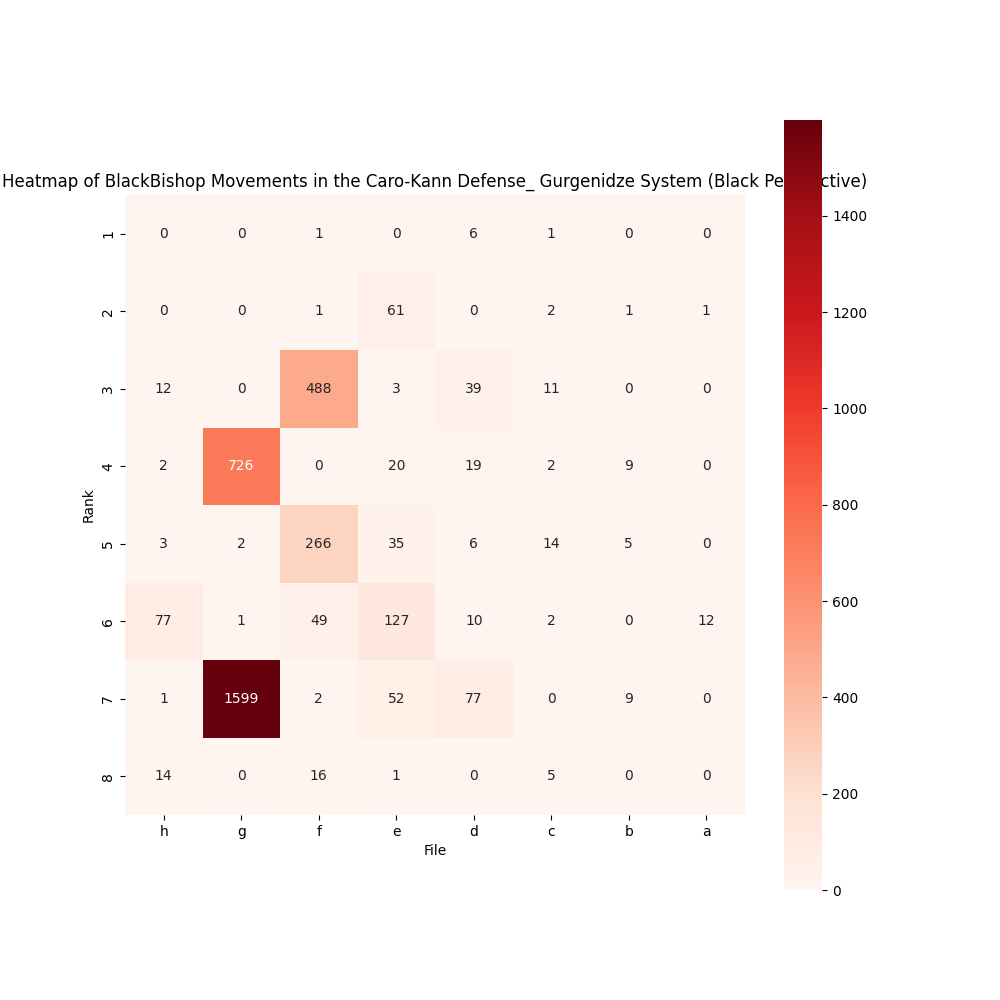 Heatmap of BlackBishop Movements in the Caro-Kann Defense_ Gurgenidze System (Black Pe ctive)
1 0 0 1 0 6 1 0 0
2 0 0 1 61 0 2 1 1
3 12 0 488 3 39 11 0 0
4 2 726 0 20 19 2 9 0
5 3 2 266 35 6 14 5 0
6 77 1 49 127 10 2 0 12
7 1 1599 2 52 77 0 9 0
8 14 0 16 1 0 5 0 0
h g f e d c b a
File
Rank
1400
1200
1000
800
600
400
200
0